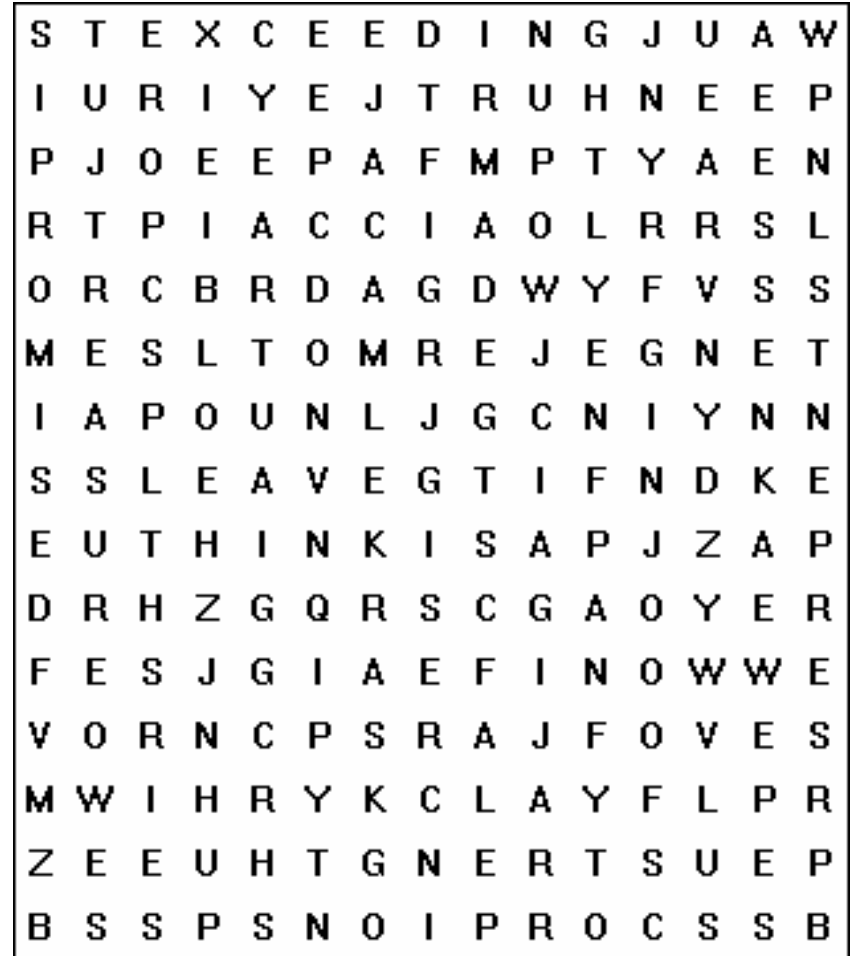 S T E X C E E D I N G J U A W
I U R I Y E J T R U H N E E P
P J O E E P A F M P T Y A E N
R T P I A C C I A O L R R S L
O R C B R D A G D W Y F V S S
M E S L T O M R E J E G N E T
I A P O U N L J G C N I Y N N
S S L E A V E G T I F N D K E
E U T H I N K I S A P J Z A P
D R H Z G Q R S C G A O Y E R
F E S J G I A E F I N O W W E
V O R N C P S R A J F O V E S
M W I H R Y K C L A Y F L P R
Z E E U H T G N E R T S U E P
B S S P S N O I P R O C S S B